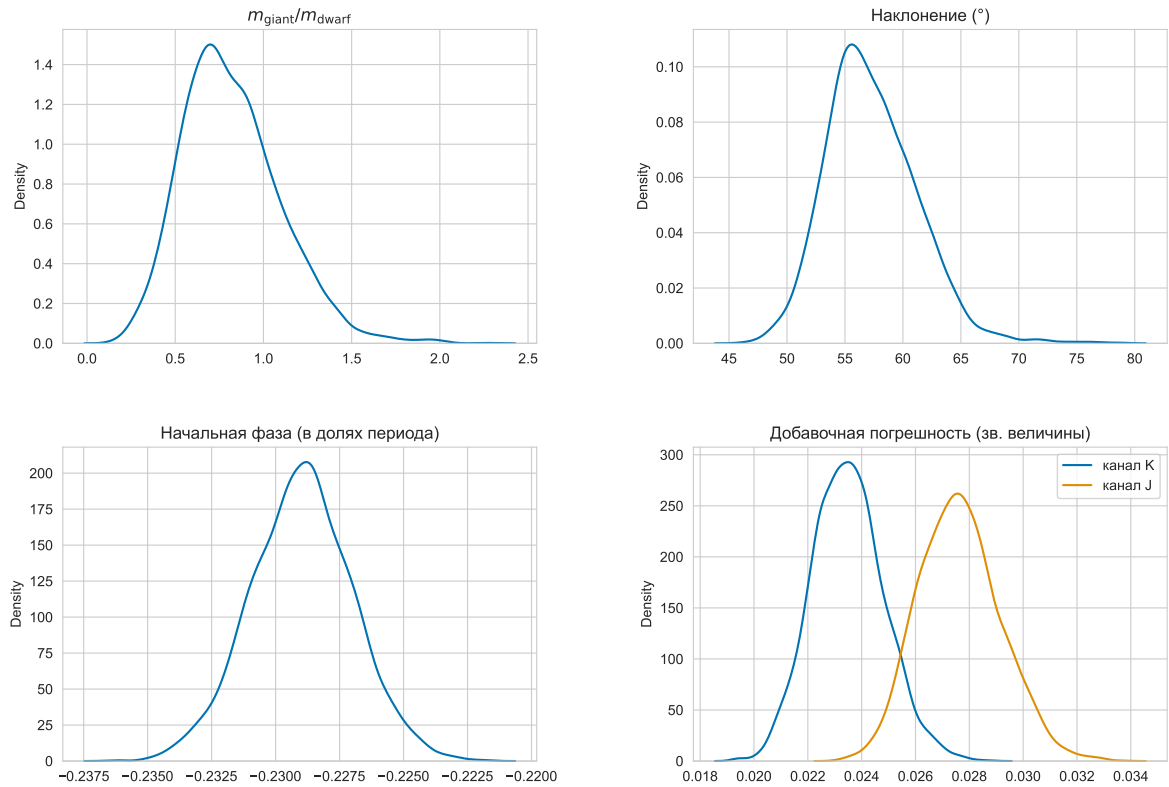 m_giant/m_dwarf
Density
1.4
1.2
1.0
0.8
0.6
0.4
0.2
0.0
0.0 0.5 1.0 1.5 2.0 2.5
Наклонение (°)
Density
0.10
0.08
0.06
0.04
0.02
0.00
45 50 55 60 65 70 75 80
Начальная фаза (в долях периода)
Density
200
175
150
125
100
75
50
25
0
−0.2375 −0.2350 −0.2325 −0.2300 −0.2275 −0.2250 −0.2225 −0.2200
Добавочная погрешность (зв. величины)
канал K
канал J
Density
300
250
200
150
100
50
0
0.018 0.020 0.022 0.024 0.026 0.028 0.030 0.032 0.034